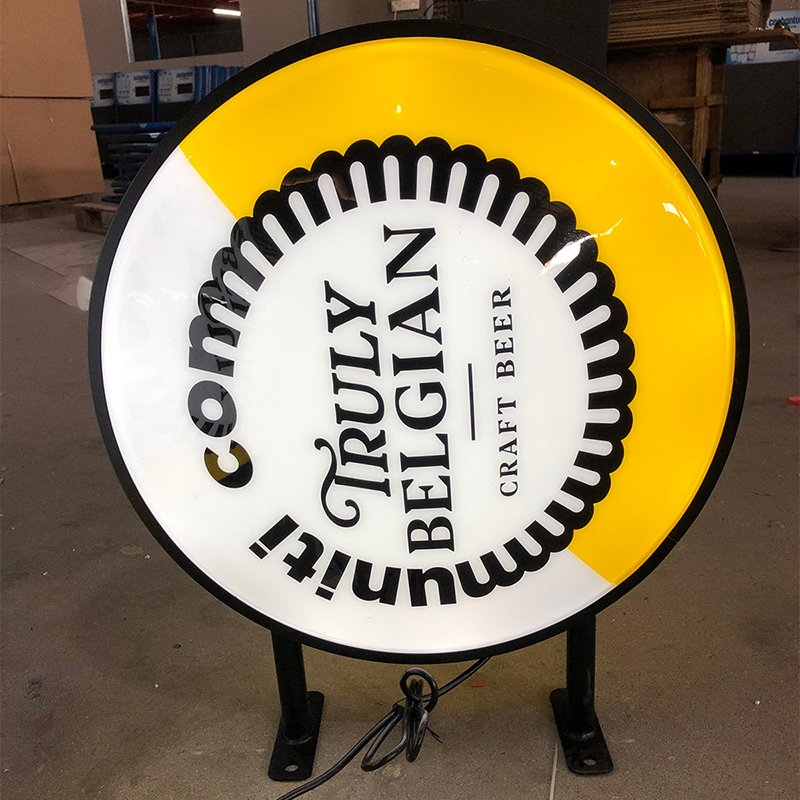 communiti
TRULY
BELGIAN
CRAFT BEER